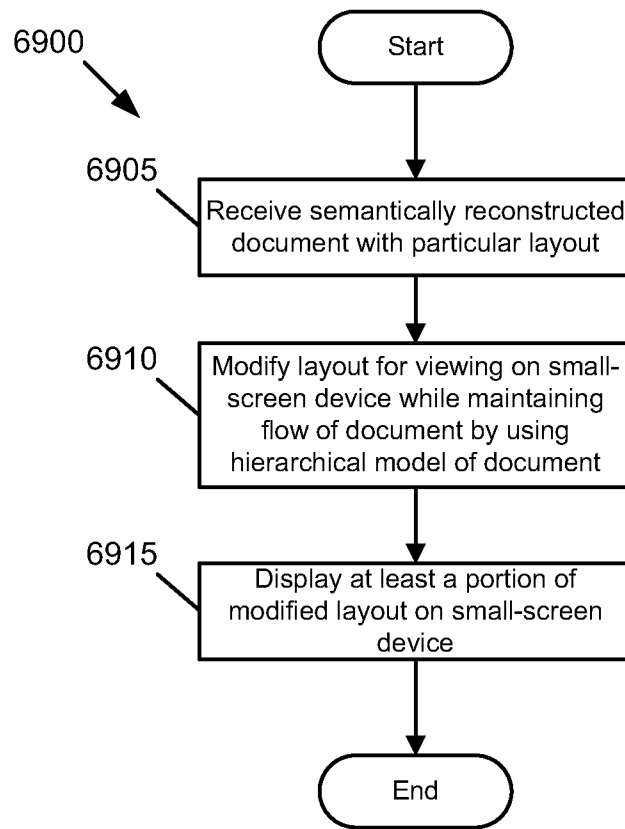 6900
Start
6905
Receive semantically reconstructed
document with particular layout
6910
Modify layout for viewing on small-
screen device while maintaining
flow of document by using
hierarchical model of document
6915
Display at least a portion of
modified layout on small-screen
device
End